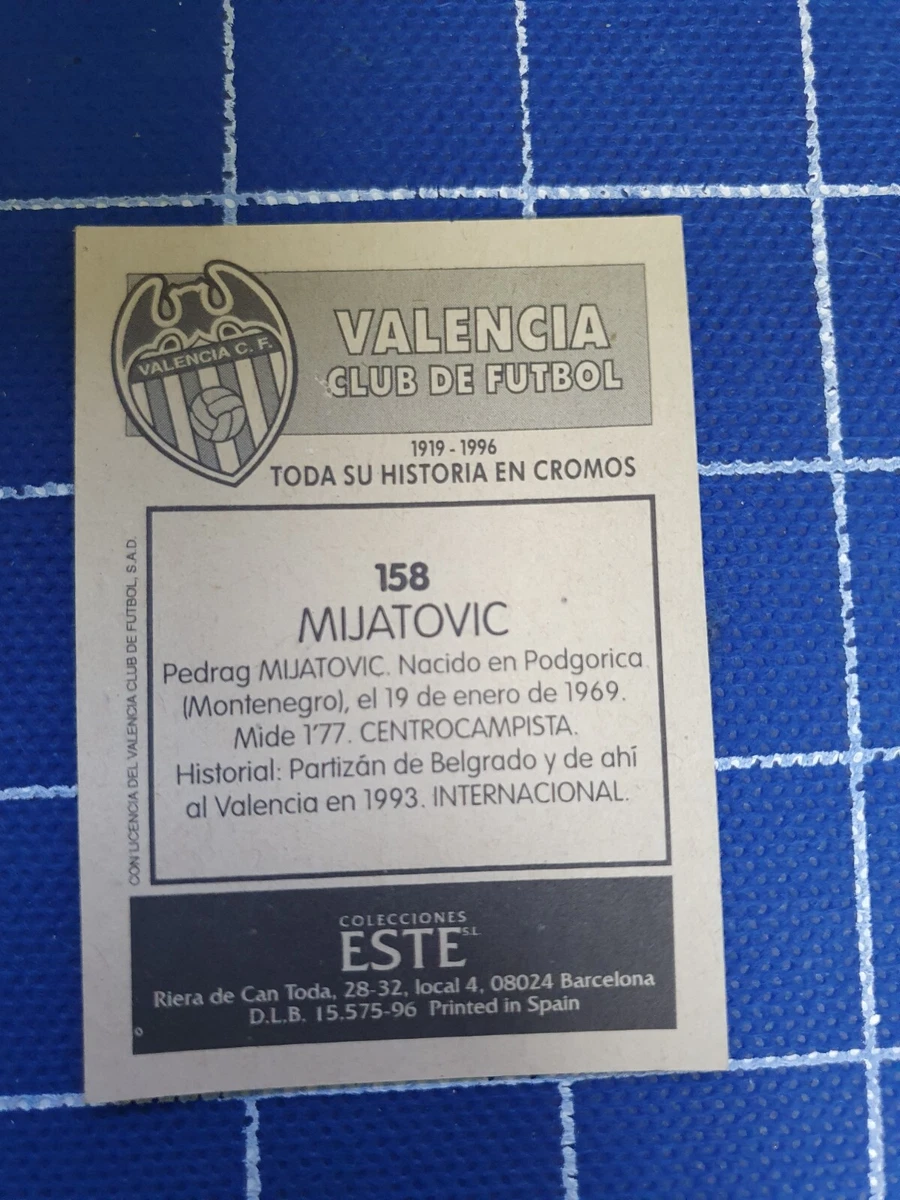 VALENCIA C. F.
VALENCIA
CLUB DE FUTBOL
1919 - 1996
TODA SU HISTORIA EN CROMOS
CON LICENCIA DEL VALENCIA CLUB DE FUTBOL, S.A.D.
158
MIJATOVIC
Pedrag MIJATOVIC. Nacido en Podgorica
(Montenegro), el 19 de enero de 1969.
Mide 1'77. CENTROCAMPISTA.
Historial: Partizán de Belgrado y de ahí
al Valencia en 1993. INTERNACIONAL.
COLECCIONES
ESTE S.L.
Riera de Can Toda, 28-32, local 4, 08024 Barcelona
D.L.B. 15.575-96 Printed in Spain